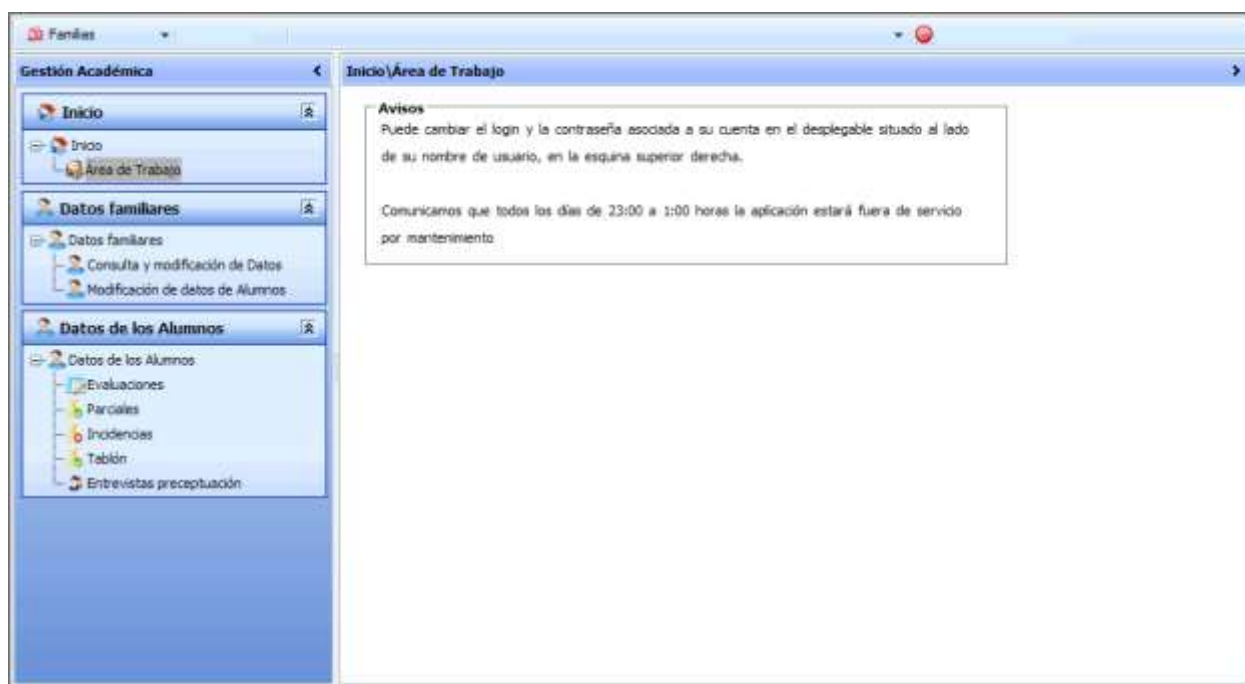 Familias
Gestión Académica
Inicio\Área de Trabajo
Inicio
Inicio
Área de Trabajo
Datos familiares
Datos familiares
Consulta y modificación de Datos
Modificación de datos de Alumnos
Datos de los Alumnos
Datos de los Alumnos
Evaluaciones
Parciales
Incidencias
Tablón
Entrevistas preceptuación
Avisos
Puede cambiar el login y la contraseña asociada a su cuenta en el desplegable situado al lado
de su nombre de usuario, en la esquina superior derecha.
Comunicamos que todos los días de 23:00 a 1:00 horas la aplicación estará fuera de servicio
por mantenimiento